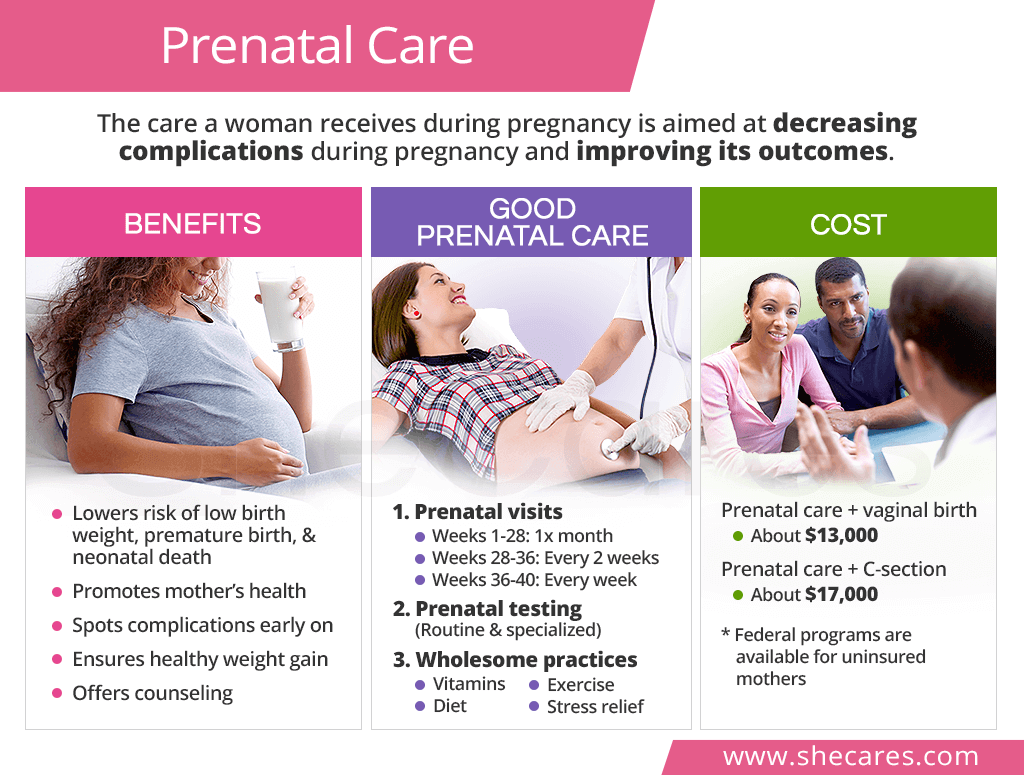 Prenatal Care
The care a woman receives during pregnancy is aimed at decreasing
complications during pregnancy and improving its outcomes.
BENEFITS
Lowers risk of low birth
weight, premature birth, &
neonatal death
Promotes mother's health
Spots complications early on
Ensures healthy weight gain
Offers counseling
GOOD
PRENATAL CARE
1. Prenatal visits
Weeks 1-28: 1x month
Weeks 28-36: Every 2 weeks
Weeks 36-40: Every week
2. Prenatal testing
(Routine & specialized)
3. Wholesome practices
Vitamins
Exercise
Diet
Stress relief
COST
Prenatal care + vaginal birth
About $13,000
Prenatal care + C-section
About $17,000
* Federal programs are
available for uninsured
mothers
www.shecares.com